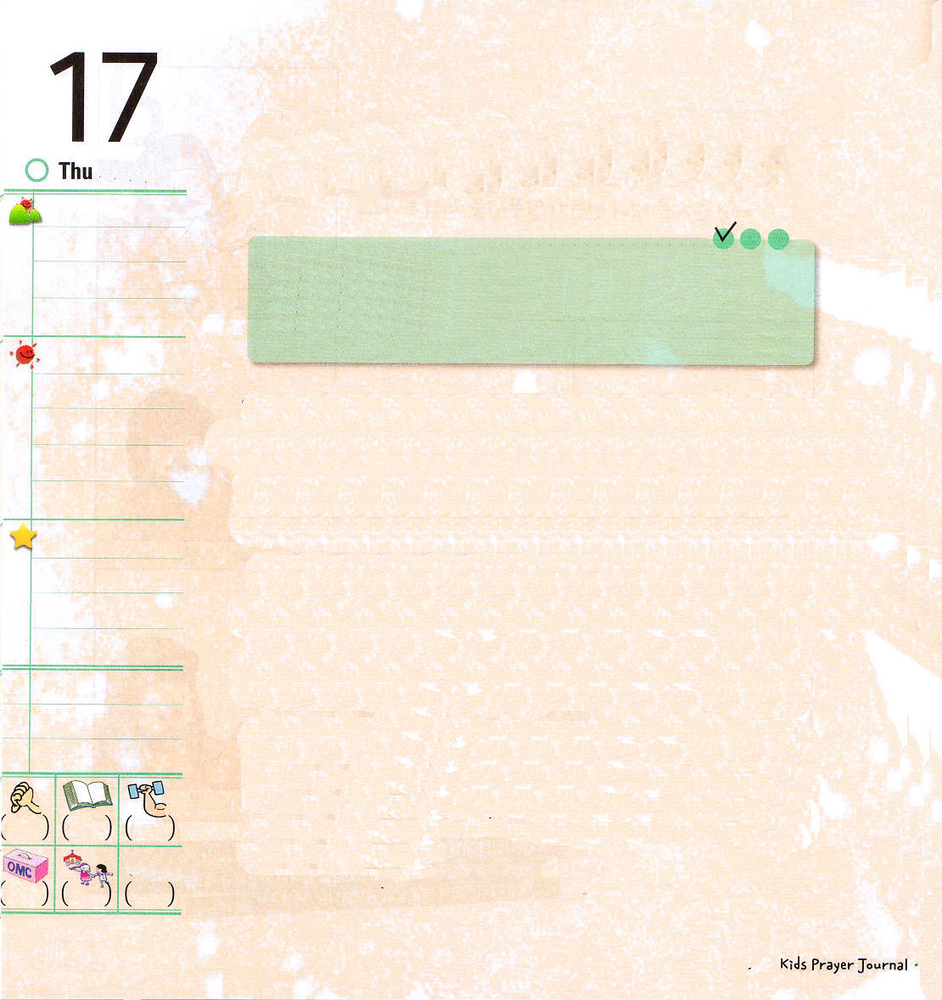 17
Thu
( ) ( ) ( )
OMC
( ) ( ) ( )
Kids Prayer Journal